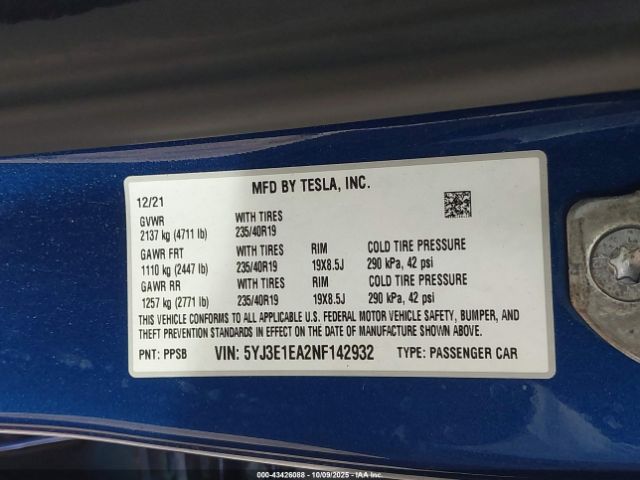 MFD BY TESLA, INC.
12/21
GVWR WITH TIRES
2137 kg (4711 lb) 235/40R19
GAWR FRT WITH TIRES RIM COLD TIRE PRESSURE
1110 kg (2447 lb) 235/40R19 19X8.5J 290 kPa, 42 psi
GAWR RR WITH TIRES RIM COLD TIRE PRESSURE
1257 kg (2771 lb) 235/40R19 19X8.5J 290 kPa, 42 psi
THIS VEHICLE CONFORMS TO ALL APPLICABLE U.S. FEDERAL MOTOR VEHICLE SAFETY, BUMPER, AND
THEFT PREVENTION STANDARDS IN EFFECT ON THE DATE OF MANUFACTURE SHOWN ABOVE.
PNT: PPSB VIN: 5YJ3E1EA2NF142932 TYPE: PASSENGER CAR
000-43426088 - 10/09/2025 - IAAI.COM